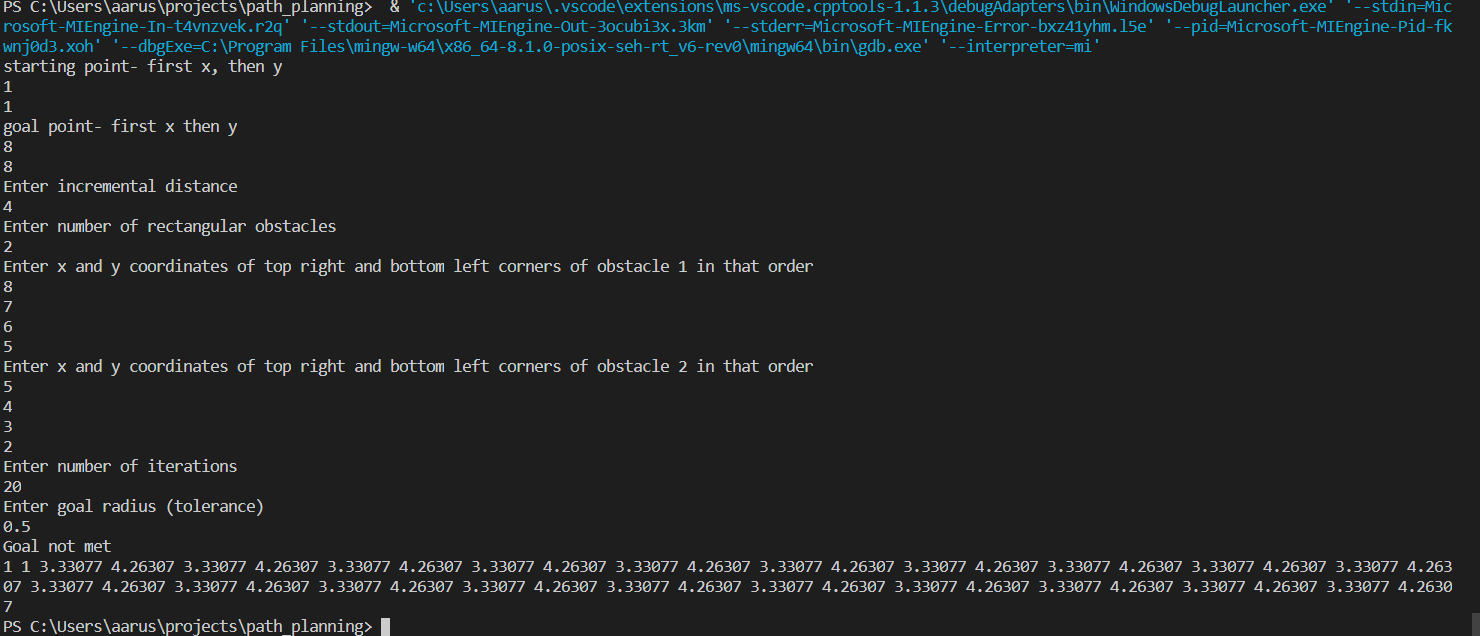 PS C:\Users\aarus\projects\path_planning>  & 'c:\Users\aarus\.vscode\extensions\ms-vscode.cpptools-1.1.3\debugAdapters\bin\WindowsDebugLauncher.exe' '--stdin=Mic
rosoft-MIEngine-In-t4vnzvek.r2q' '--stdout=Microsoft-MIEngine-Out-3ocubi3x.3km' '--stderr=Microsoft-MIEngine-Error-bxz41yhm.l5e' '--pid=Microsoft-MIEngine-Pid-fk
wnj0d3.xoh' '--dbgExe=C:\Program Files\mingw-w64\x86_64-8.1.0-posix-seh-rt_v6-rev0\mingw64\bin\gdb.exe' '--interpreter=mi'
starting point- first x, then y
1
1
goal point- first x then y
8
8
Enter incremental distance
4
Enter number of rectangular obstacles
2
Enter x and y coordinates of top right and bottom left corners of obstacle 1 in that order
8
7
6
5
Enter x and y coordinates of top right and bottom left corners of obstacle 2 in that order
5
4
3
2
Enter number of iterations
20
Enter goal radius (tolerance)
0.5
Goal not met
1 1 3.33077 4.26307 3.33077 4.26307 3.33077 4.26307 3.33077 4.26307 3.33077 4.26307 3.33077 4.26307 3.33077 4.26307 3.33077 4.26307 3.33077 4.26307 3.33077 4.263
07 3.33077 4.26307 3.33077 4.26307 3.33077 4.26307 3.33077 4.26307 3.33077 4.26307 3.33077 4.26307 3.33077 4.26307 3.33077 4.26307 3.33077 4.26307 3.33077 4.2630
7
PS C:\Users\aarus\projects\path_planning>